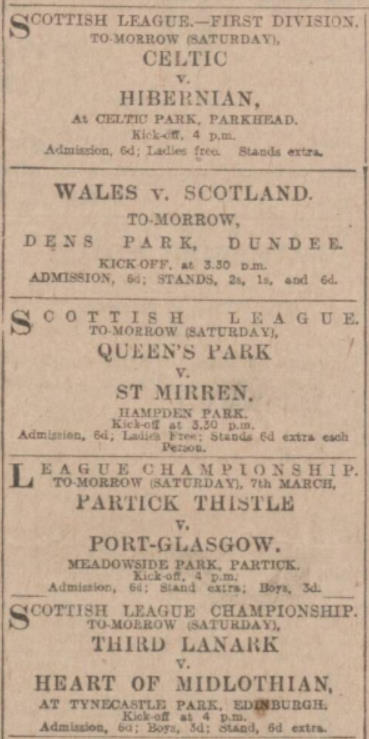 SCOTTISH LEAGUE.—FIRST DIVISION.
TO-MORROW (SATURDAY),
CELTIC
v.
HIBERNIAN,
At CELTIC PARK, PARKHEAD.
Kick-off, 4 p.m.
Admission, 6d; Ladies free. Stands extra.
WALES v. SCOTLAND.
TO-MORROW,
DENS PARK, DUNDEE.
KICK-OFF, at 3.30 p.m.
ADMISSION, 6d; STANDS, 2s, 1s, and 6d.
SCOTTISH LEAGUE.
TO-MORROW (SATURDAY),
QUEEN'S PARK
v.
ST MIRREN,
HAMPDEN PARK.
Kick-off at 3.30 p.m.
Admission, 6d; Ladies Free; Stands 6d extra each
Person.
LEAGUE CHAMPIONSHIP.
TO-MORROW (SATURDAY), 7th MARCH,
PARTICK THISTLE
v.
PORT-GLASGOW.
MEADOWSIDE PARK, PARTICK.
Kick-off, 4 p.m.
Admission, 6d; Stand extra; Boys, 3d.
SCOTTISH LEAGUE CHAMPIONSHIP.
TO-MORROW (SATURDAY),
THIRD LANARK
v.
HEART OF MIDLOTHIAN,
AT TYNECASTLE PARK, EDINBURGH.
Kick-off at 4 p.m.
Admission, 6d; Boys, 3d; Stand, 6d extra.